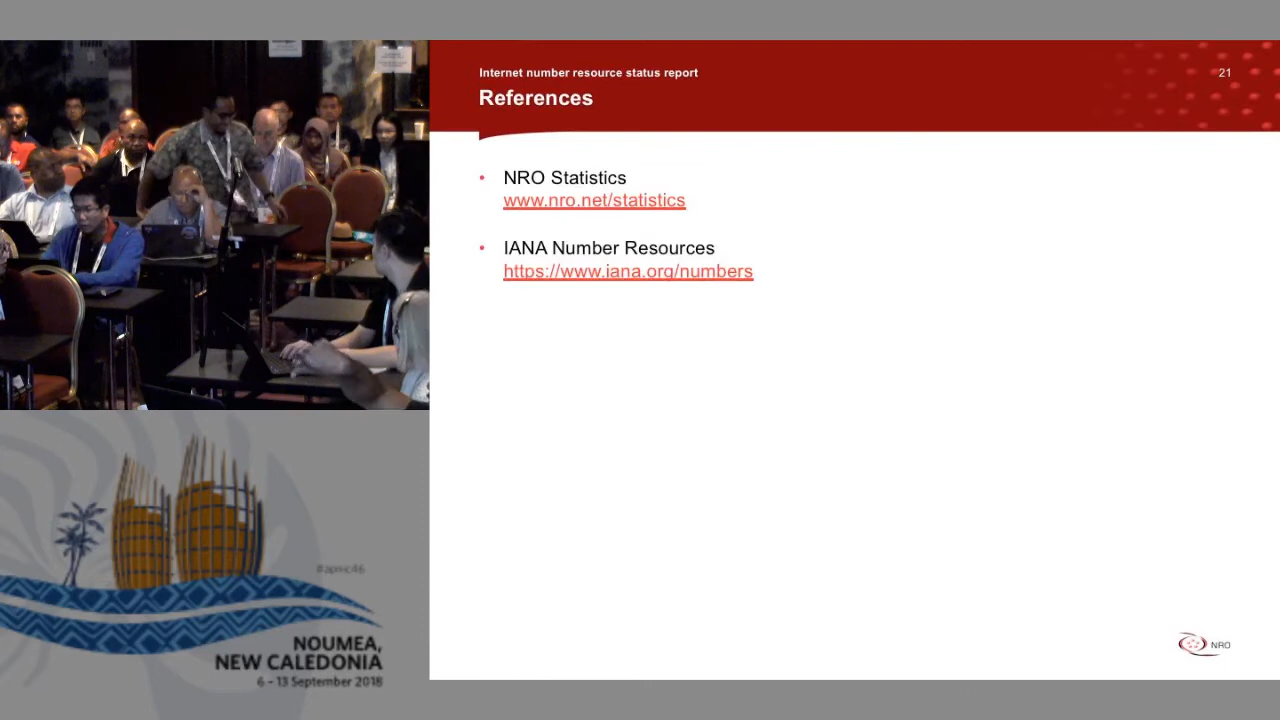 Internet number resource status report
21
References
• NRO Statistics
www.nro.net/statistics
• IANA Number Resources
https://www.iana.org/numbers
#apnic46
NOUMEA,
NEW CALEDONIA
6 – 13 September 2018
NRO